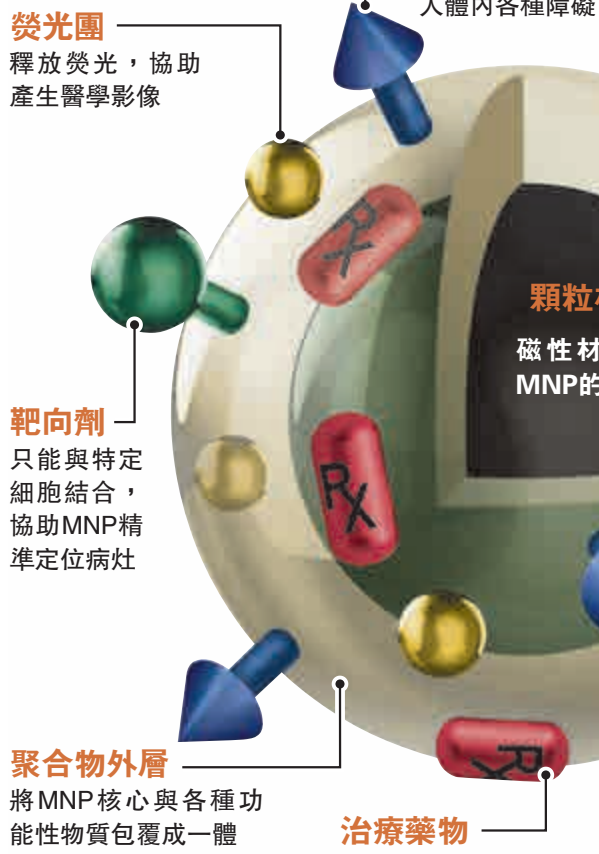 人體內各種障礙
熒光團
釋放熒光，協助
產生醫學影像
RX
顆粒
磁性材
MNP的
靶向劑
只能與特定
細胞結合，
協助MNP精
準定位病灶
RX
聚合物外層
將MNP核心與各種功
能性物質包覆成一體
RX
治療藥物